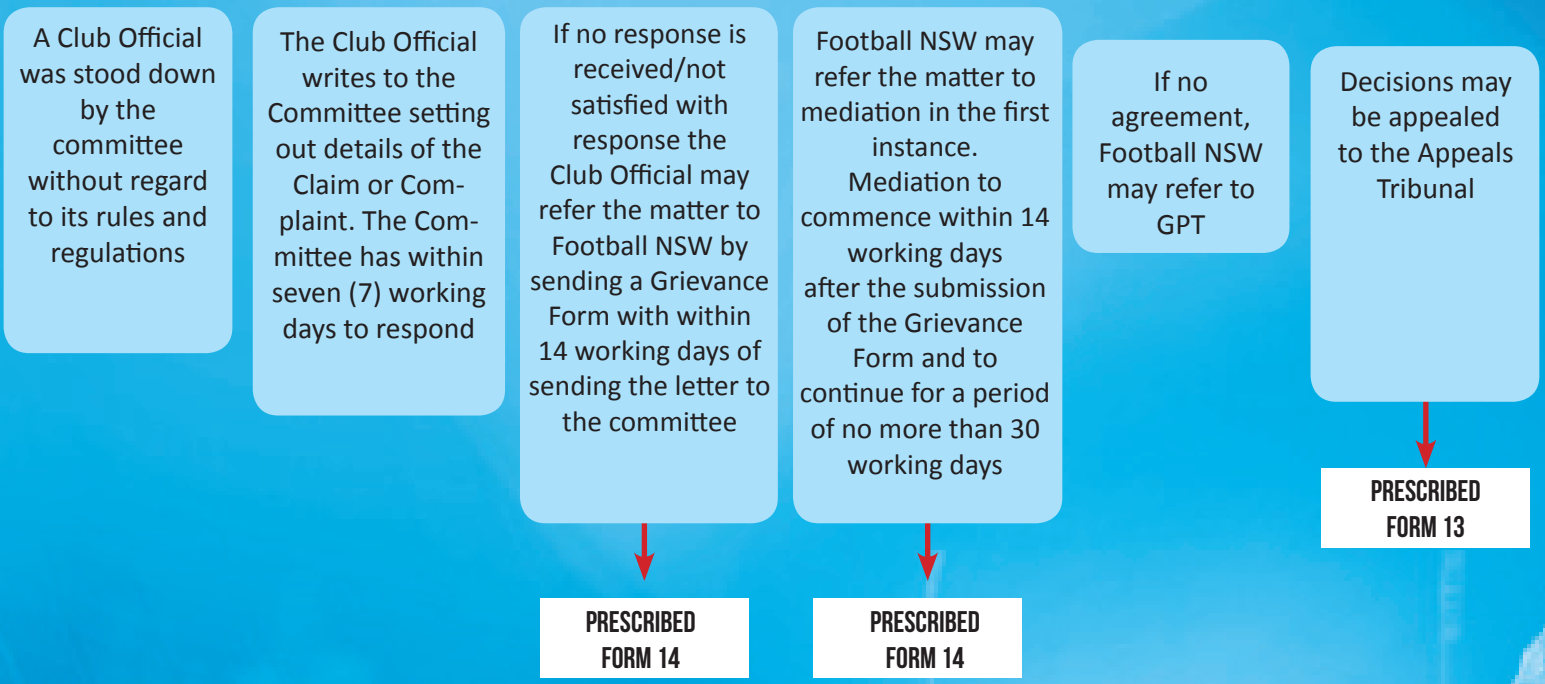 A Club Official
was stood down
by the
committee
without regard
to its rules and
regulations
The Club Official
writes to the
Committee setting
out details of the
Claim or Com-
plaint. The Com-
mittee has within
seven (7) working
days to respond
If no response is
received/not
satisfied with
response the
Club Official may
refer the matter to
Football NSW by
sending a Grievance
Form with within
14 working days of
sending the letter to
the committee
PRESCRIBED
FORM 14
Football NSW may
refer the matter to
mediation in the first
instance.
Mediation to
commence within 14
working days
after the submission
of the Grievance
Form and to
continue for a period
of no more than 30
working days
PRESCRIBED
FORM 14
If no
agreement,
Football NSW
may refer to
GPT
Decisions may
be appealed
to the Appeals
Tribunal
PRESCRIBED
FORM 13